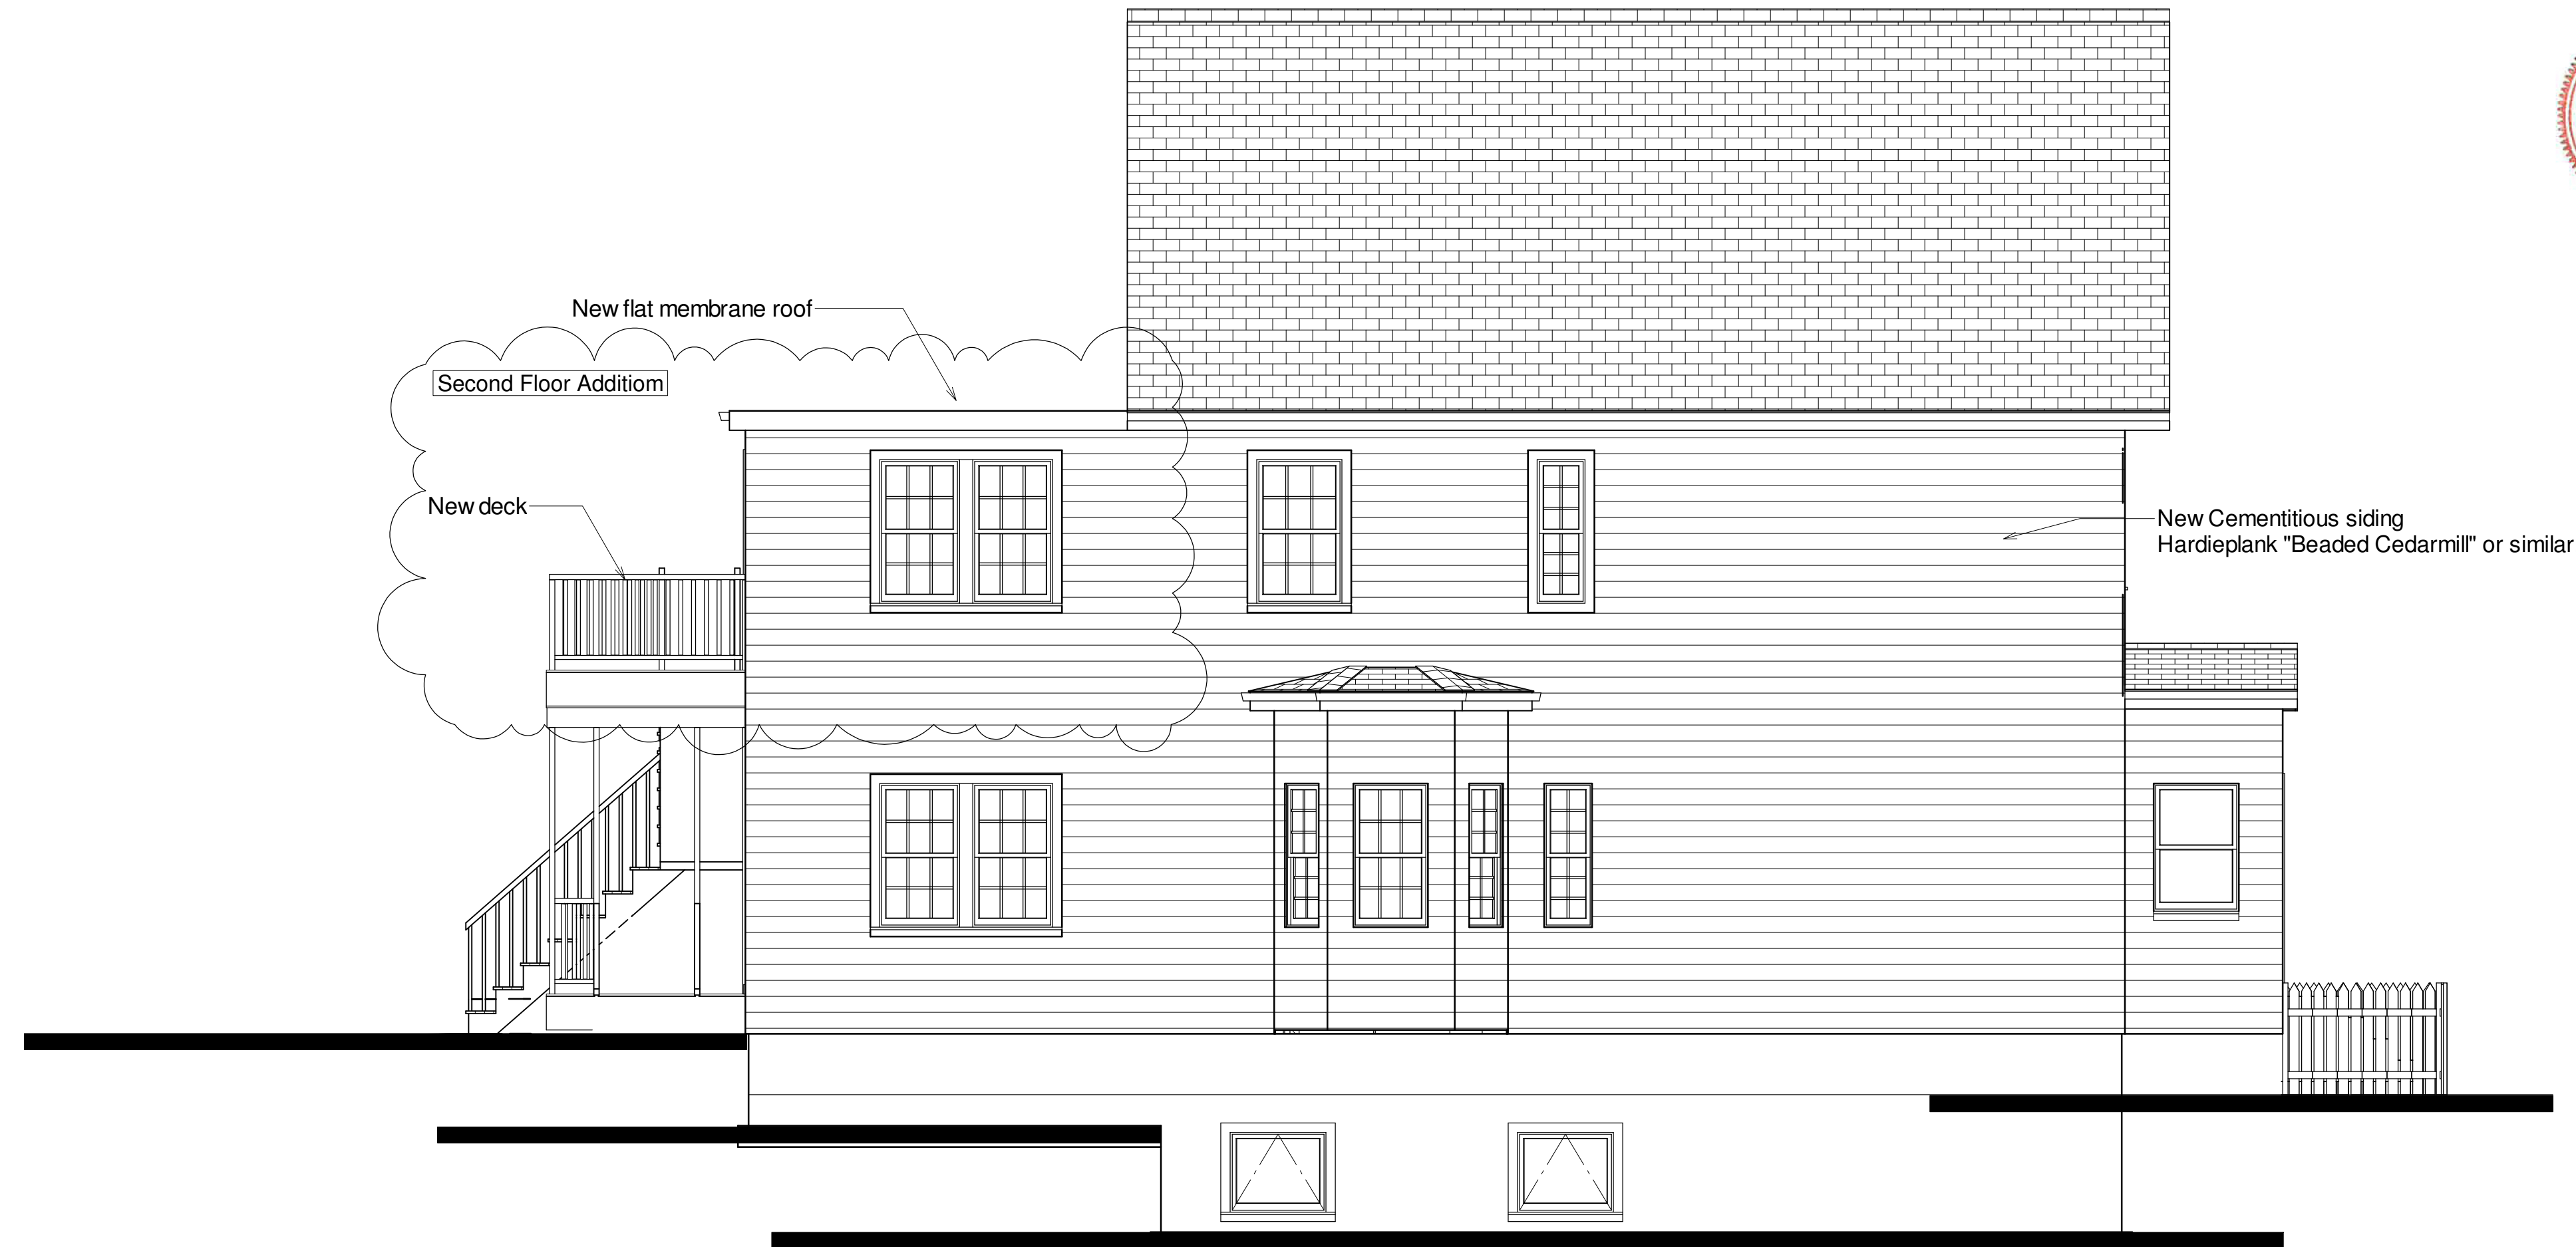 New flat membrane roof
Second Floor Additiom
New deck
New Cementitious siding
Hardieplank "Beaded Cedarmill" or similar